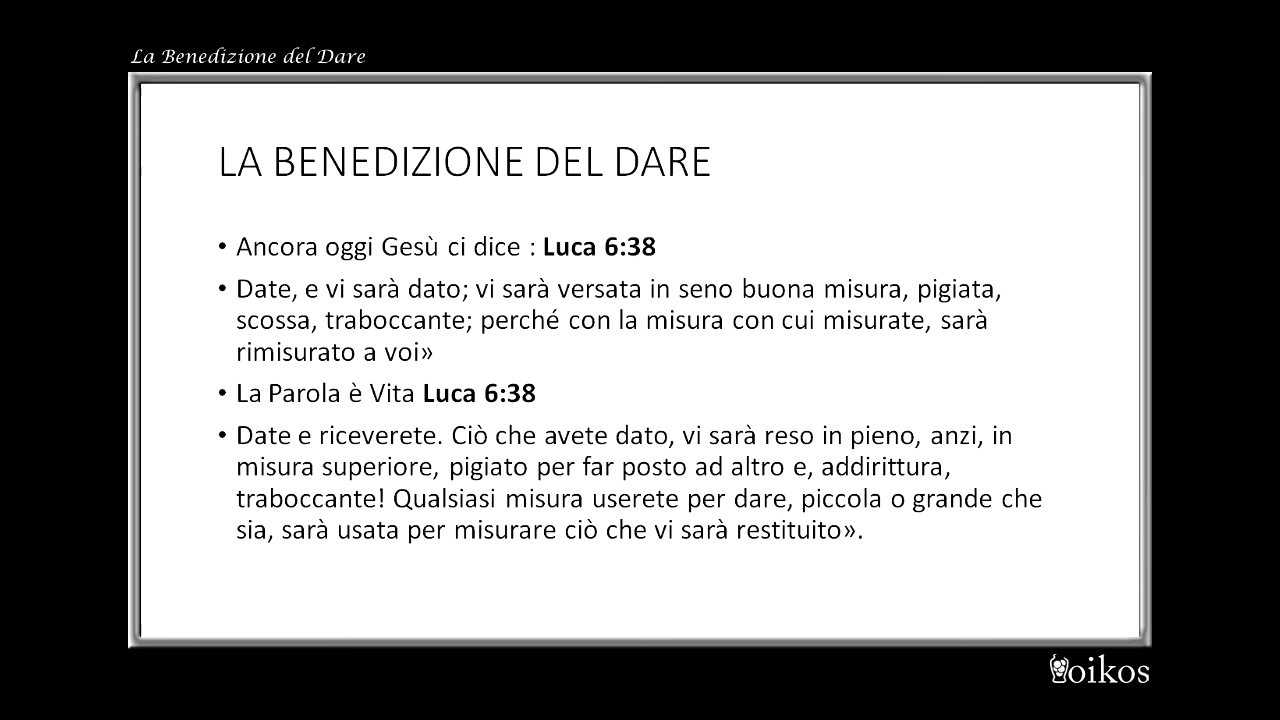 La Benedizione del Dare
LA BENEDIZIONE DEL DARE
• Ancora oggi Gesù ci dice : Luca 6:38
• Date, e vi sarà dato; vi sarà versata in seno buona misura, pigiata,
scossa, traboccante; perché con la misura con cui misurate, sarà
rimisurato a voi»
• La Parola è Vita Luca 6:38
• Date e riceverete. Ciò che avete dato, vi sarà reso in pieno, anzi, in
misura superiore, pigiato per far posto ad altro e, addirittura,
traboccante! Qualsiasi misura userete per dare, piccola o grande che
sia, sarà usata per misurare ciò che vi sarà restituito».
oikos